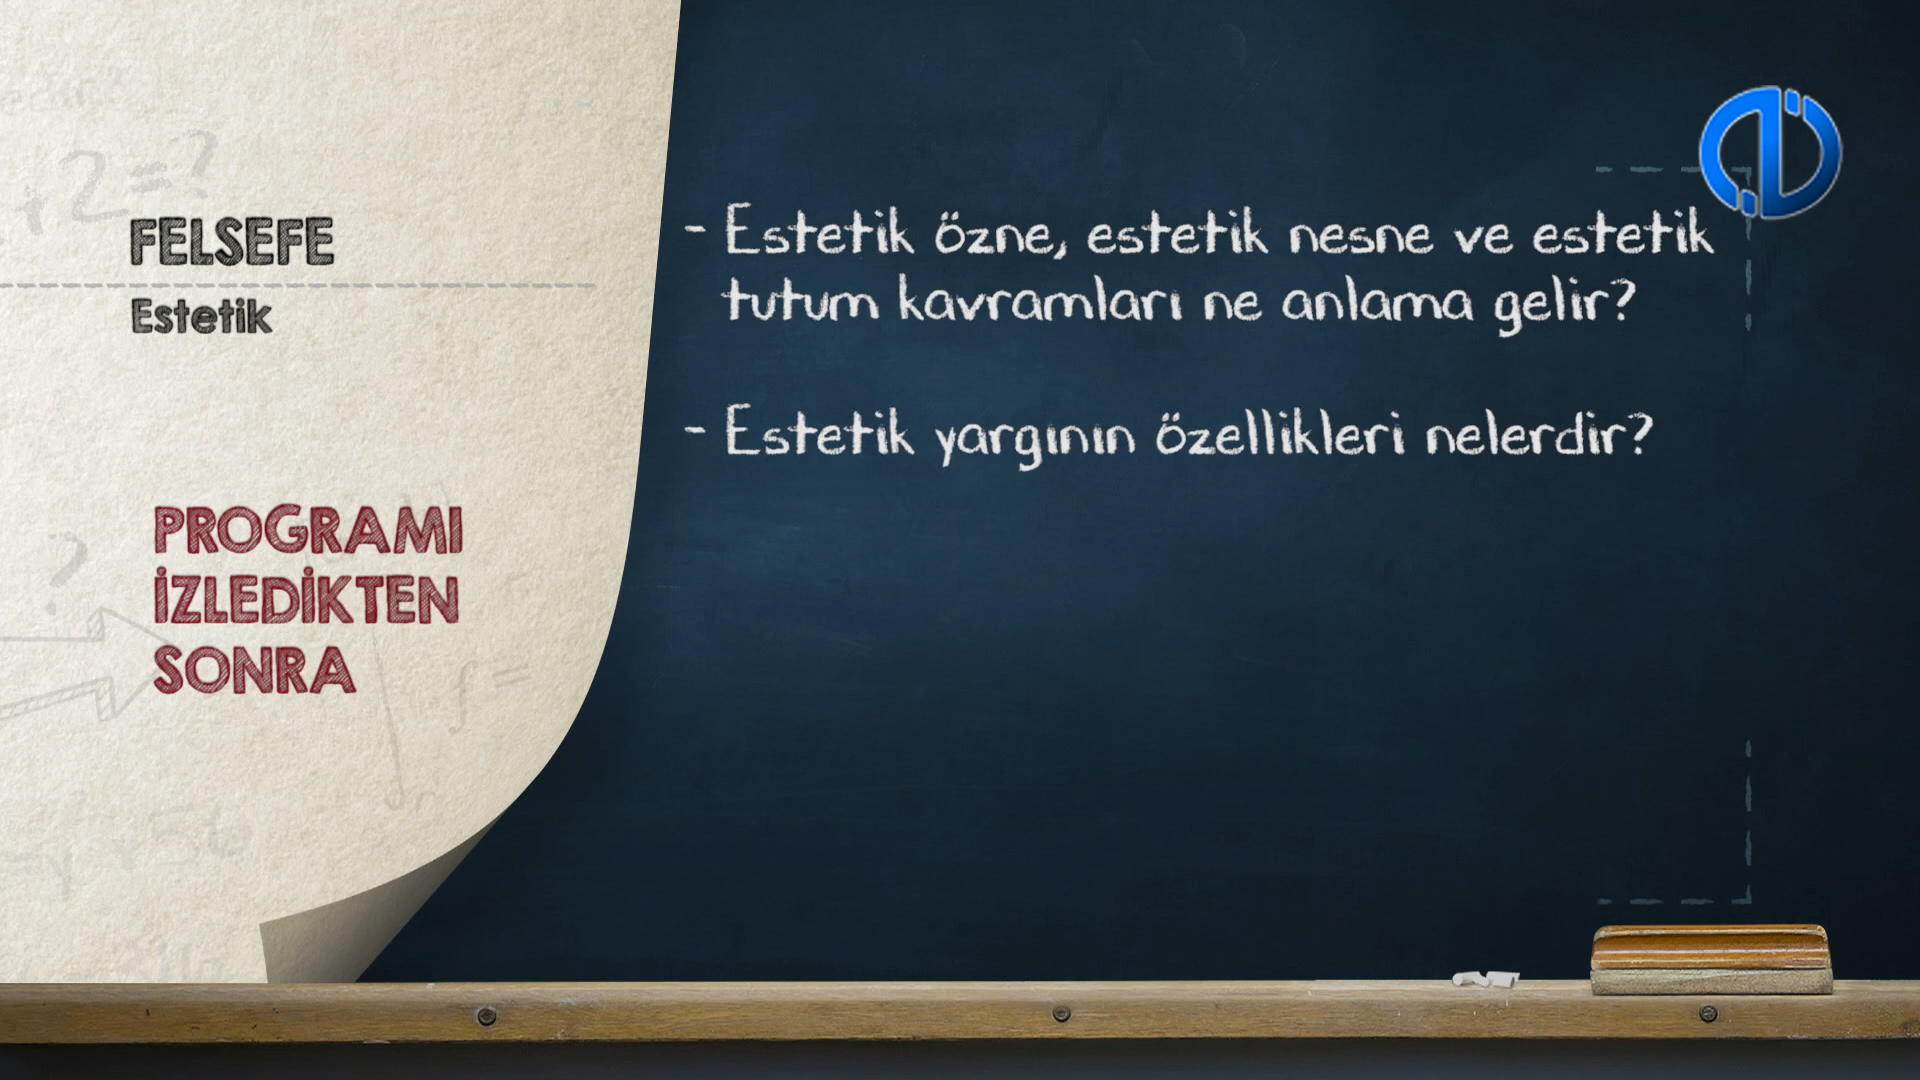 FELSEFE
Estetik
PROGRAMI
İZLEDİKTEN
SONRA
- Estetik özne, estetik nesne ve estetik
tutum kavramları ne anlama gelir?
- Estetik yargının özellikleri nelerdir?